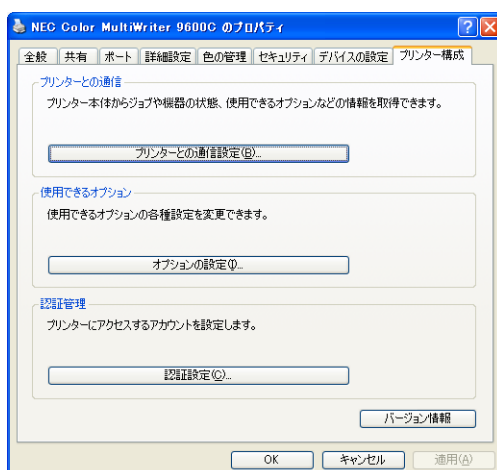 NEC Color MultiWriter 9600C のプロパティ
全般 共有 ポート 詳細設定 色の管理 セキュリティ デバイスの設定 プリンター構成
プリンターとの通信
プリンター本体からジョブや機器の状態、使用できるオプションなどの情報を取得できます。
プリンターとの通信設定(B)...
使用できるオプション
使用できるオプションの各種設定を変更できます。
オプションの設定(I)...
認証管理
プリンターにアクセスするアカウントを設定します。
認証設定(C)...
バージョン情報
OK キャンセル 適用(A)